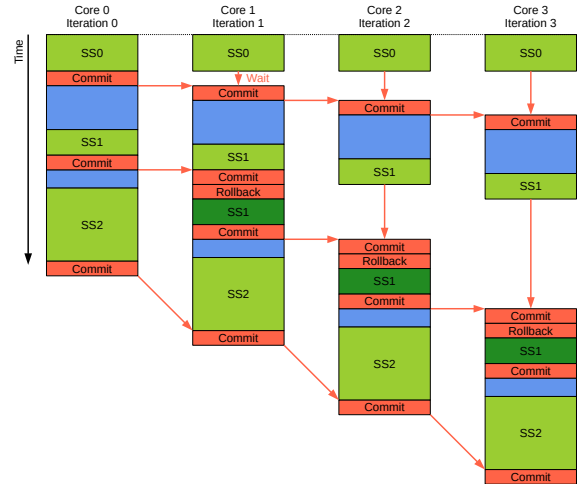 Core 0
Iteration 0
Core 1
Iteration 1
Core 2
Iteration 2
Core 3
Iteration 3
Time
SS0
Commit
SS1
Commit
SS2
Commit
SS0
Wait
Commit
SS1
Commit
Rollback
SS1
Commit
SS2
Commit
SS0
Commit
SS1
Commit
Rollback
SS1
Commit
SS2
Commit
SS0
Commit
SS1
Commit
Rollback
SS1
Commit
SS2
Commit